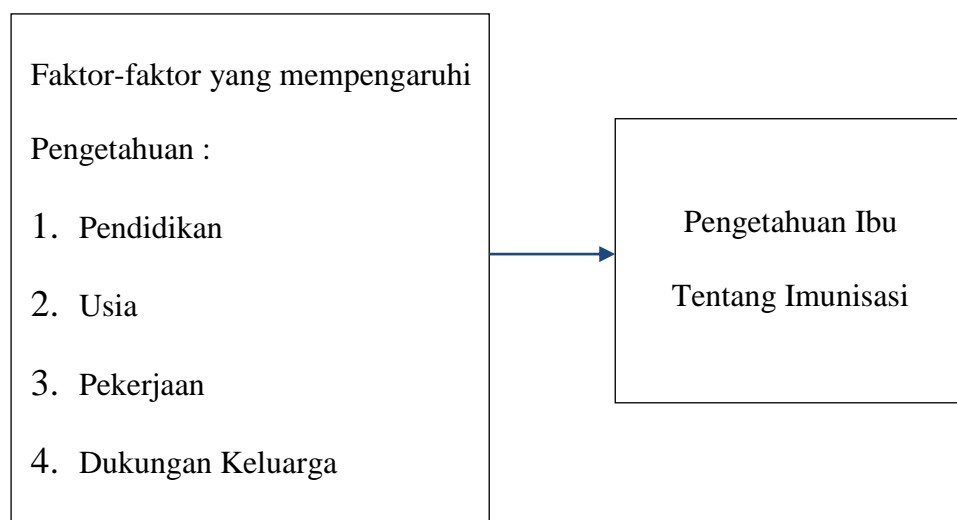 Faktor-faktor yang mempengaruhi
Pengetahuan :
1. Pendidikan
2. Usia
3. Pekerjaan
4. Dukungan Keluarga
Pengetahuan Ibu
Tentang Imunisasi